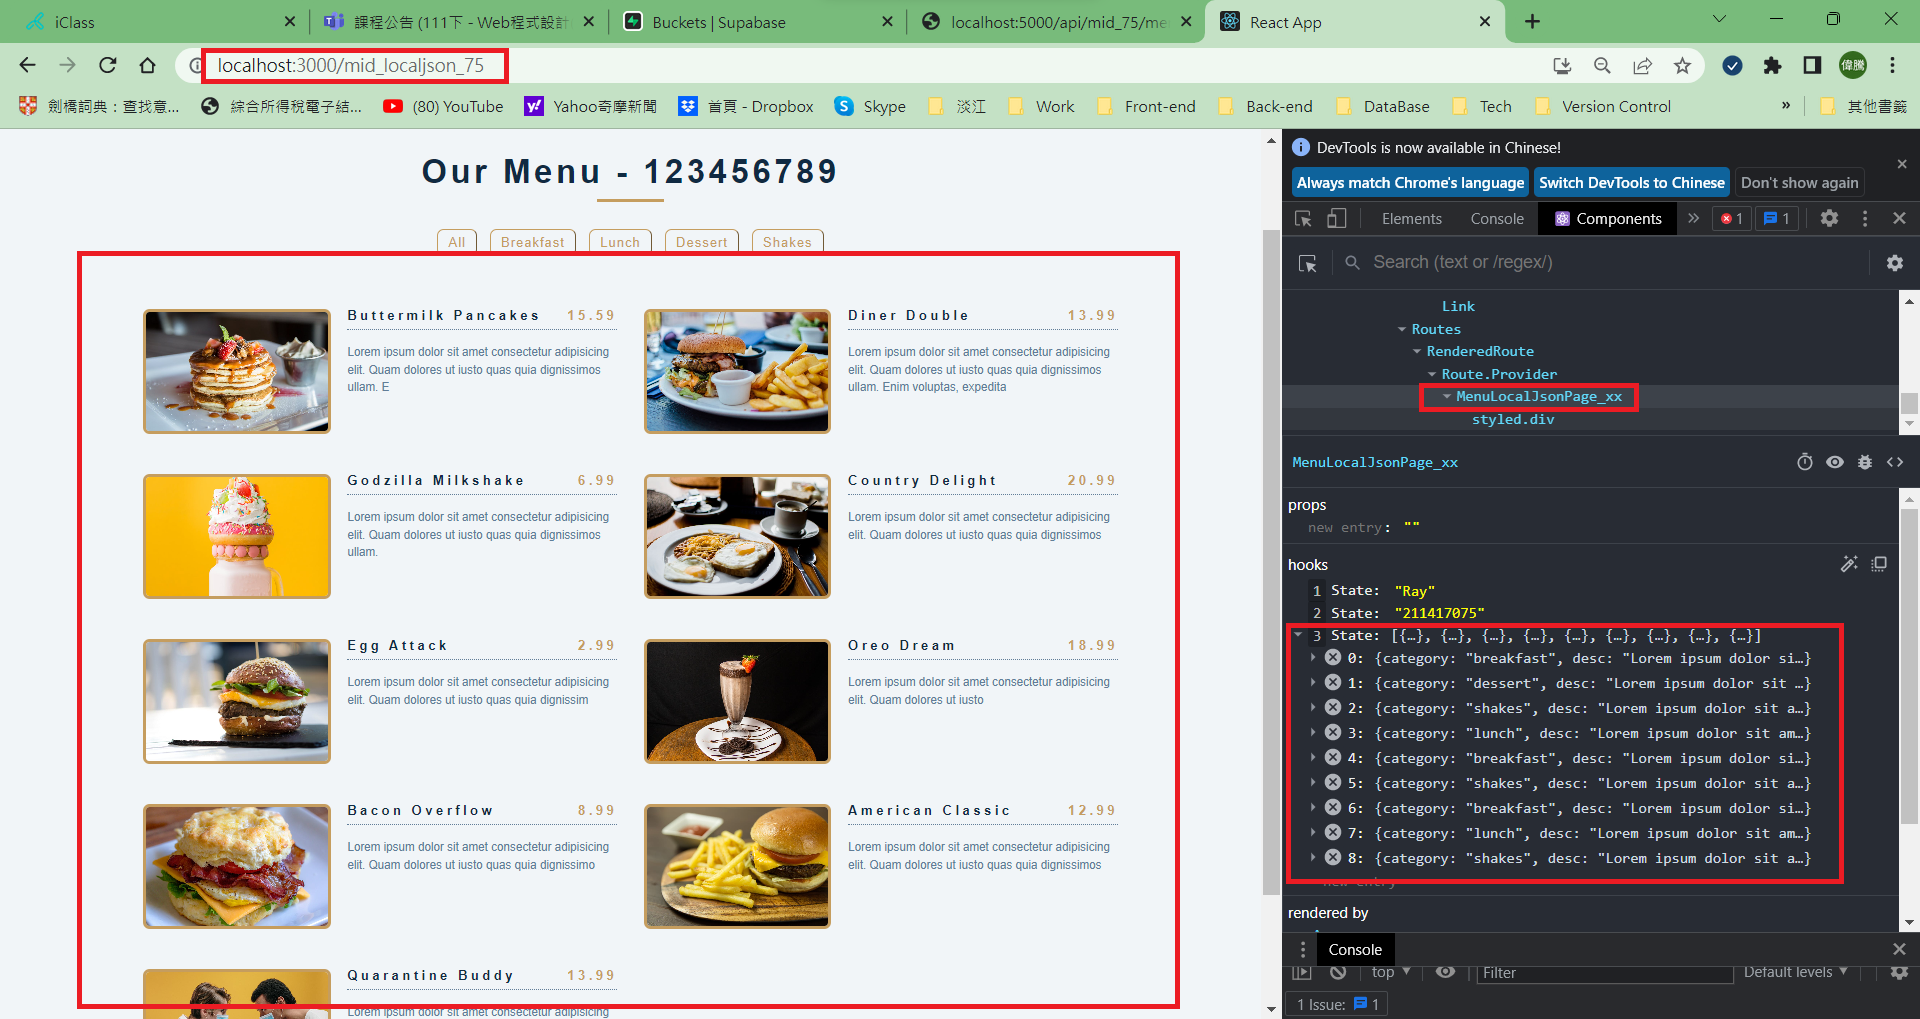 iClass
課程公告 (111下 - Web程式設計
Buckets | Supabase
localhost:5000/api/mid_75/me
React App
localhost:3000/mid_localjson_75
偉騰
劍橋詞典：查找意...
綜合所得稅電子結...
(80) YouTube
Yahoo奇摩新聞
首頁 - Dropbox
Skype
淡江
Work
Front-end
Back-end
DataBase
Tech
Version Control
»
其他書籤
Our Menu - 123456789
All
Breakfast
Lunch
Dessert
Shakes
Buttermilk Pancakes 15.59
Lorem ipsum dolor sit amet consectetur adipisicing
elit. Quam dolores ut iusto quas quia dignissimos
ullam. E
Diner Double 13.99
Lorem ipsum dolor sit amet consectetur adipisicing
elit. Quam dolores ut iusto quas quia dignissimos
ullam. Enim voluptas, expedita
Godzilla Milkshake 6.99
Lorem ipsum dolor sit amet consectetur adipisicing
elit. Quam dolores ut iusto quas quia dignissimos
ullam.
Country Delight 20.99
Lorem ipsum dolor sit amet consectetur adipisicing
elit. Quam dolores ut iusto quas quia dignissimos
Egg Attack 2.99
Lorem ipsum dolor sit amet consectetur adipisicing
elit. Quam dolores ut iusto quas quia dignissim
Oreo Dream 18.99
Lorem ipsum dolor sit amet consectetur adipisicing
elit. Quam dolores ut iusto
Bacon Overflow 8.99
Lorem ipsum dolor sit amet consectetur adipisicing
elit. Quam dolores ut iusto quas quia dignissimo
American Classic 12.99
Lorem ipsum dolor sit amet consectetur adipisicing
elit. Quam dolores ut iusto quas quia dignissimos
Quarantine Buddy 13.99
Lorem ipsum dolor sit amet consectetur adipisicing
DevTools is now available in Chinese!
Always match Chrome's language
Switch DevTools to Chinese
Don't show again
Elements
Console
Components
»
1
1
Search (text or /regex/)
Link
Routes
RenderedRoute
Route.Provider
MenuLocalJsonPage_xx
styled.div
MenuLocalJsonPage_xx
props
new entry: ""
hooks
1 State: "Ray"
2 State: "211417075"
3 State: [{…}, {…}, {…}, {…}, {…}, {…}, {…}, {…}, {…}]
0: {category: "breakfast", desc: "Lorem ipsum dolor si…}
1: {category: "dessert", desc: "Lorem ipsum dolor sit …}
2: {category: "shakes", desc: "Lorem ipsum dolor sit a…}
3: {category: "lunch", desc: "Lorem ipsum dolor sit am…}
4: {category: "breakfast", desc: "Lorem ipsum dolor si…}
5: {category: "shakes", desc: "Lorem ipsum dolor sit a…}
6: {category: "breakfast", desc: "Lorem ipsum dolor si…}
7: {category: "lunch", desc: "Lorem ipsum dolor sit am…}
8: {category: "shakes", desc: "Lorem ipsum dolor sit a…}
new entry
rendered by
Console
top
Filter
Default levels
1 Issue: 1